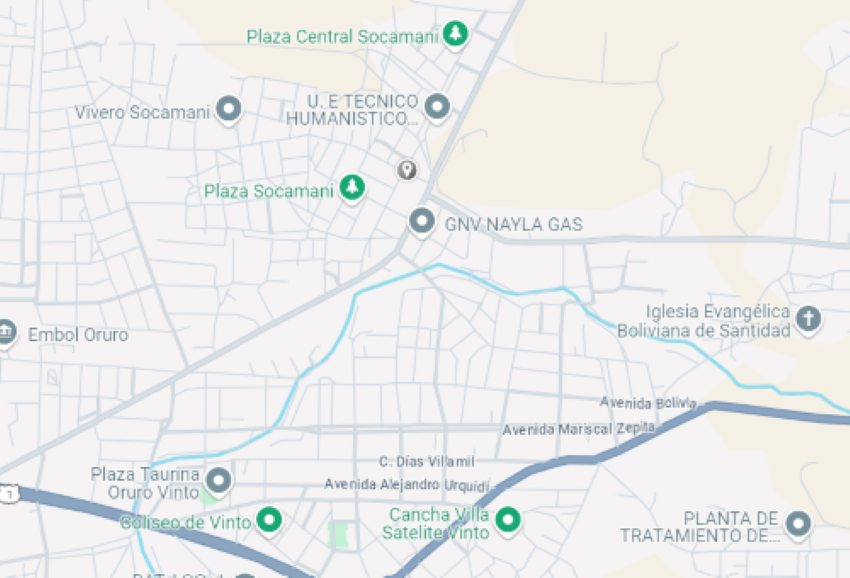 Plaza Central Socamani
U. E TECNICO
HUMANISTICO...
Vivero Socamani
Plaza Socamani
GNV NAYLA GAS
Iglesia Evangélica
Boliviana de Santidad
Embol Oruro
Avenida Bolivia
Avenida Mariscal Zepita
C. Días Villamil
Plaza Taurina
Oruro Vinto
Avenida Alejandro Urquidi
1
Coliseo de Vinto
Cancha Villa
Satelite Vinto
PLANTA DE
TRATAMIENTO DE...